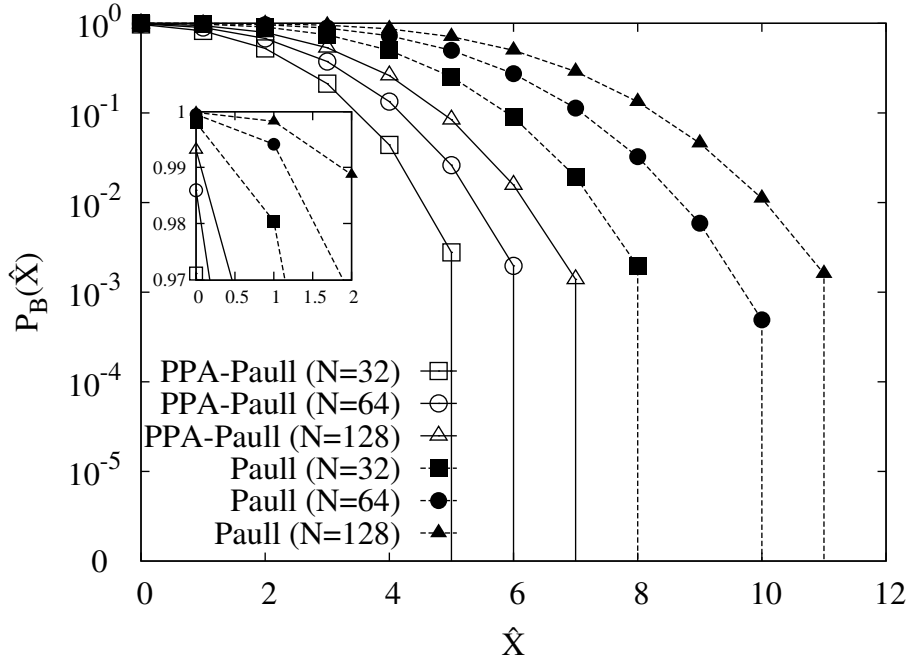 10^0
10^-1
10^-2
10^-3
10^-4
10^-5
0
P_B(X̂)
1
0.99
0.98
0.97
0 0.5 1 1.5 2
PPA-Paull (N=32)
PPA-Paull (N=64)
PPA-Paull (N=128)
Paull (N=32)
Paull (N=64)
Paull (N=128)
0 2 4 6 8 10 12
X̂